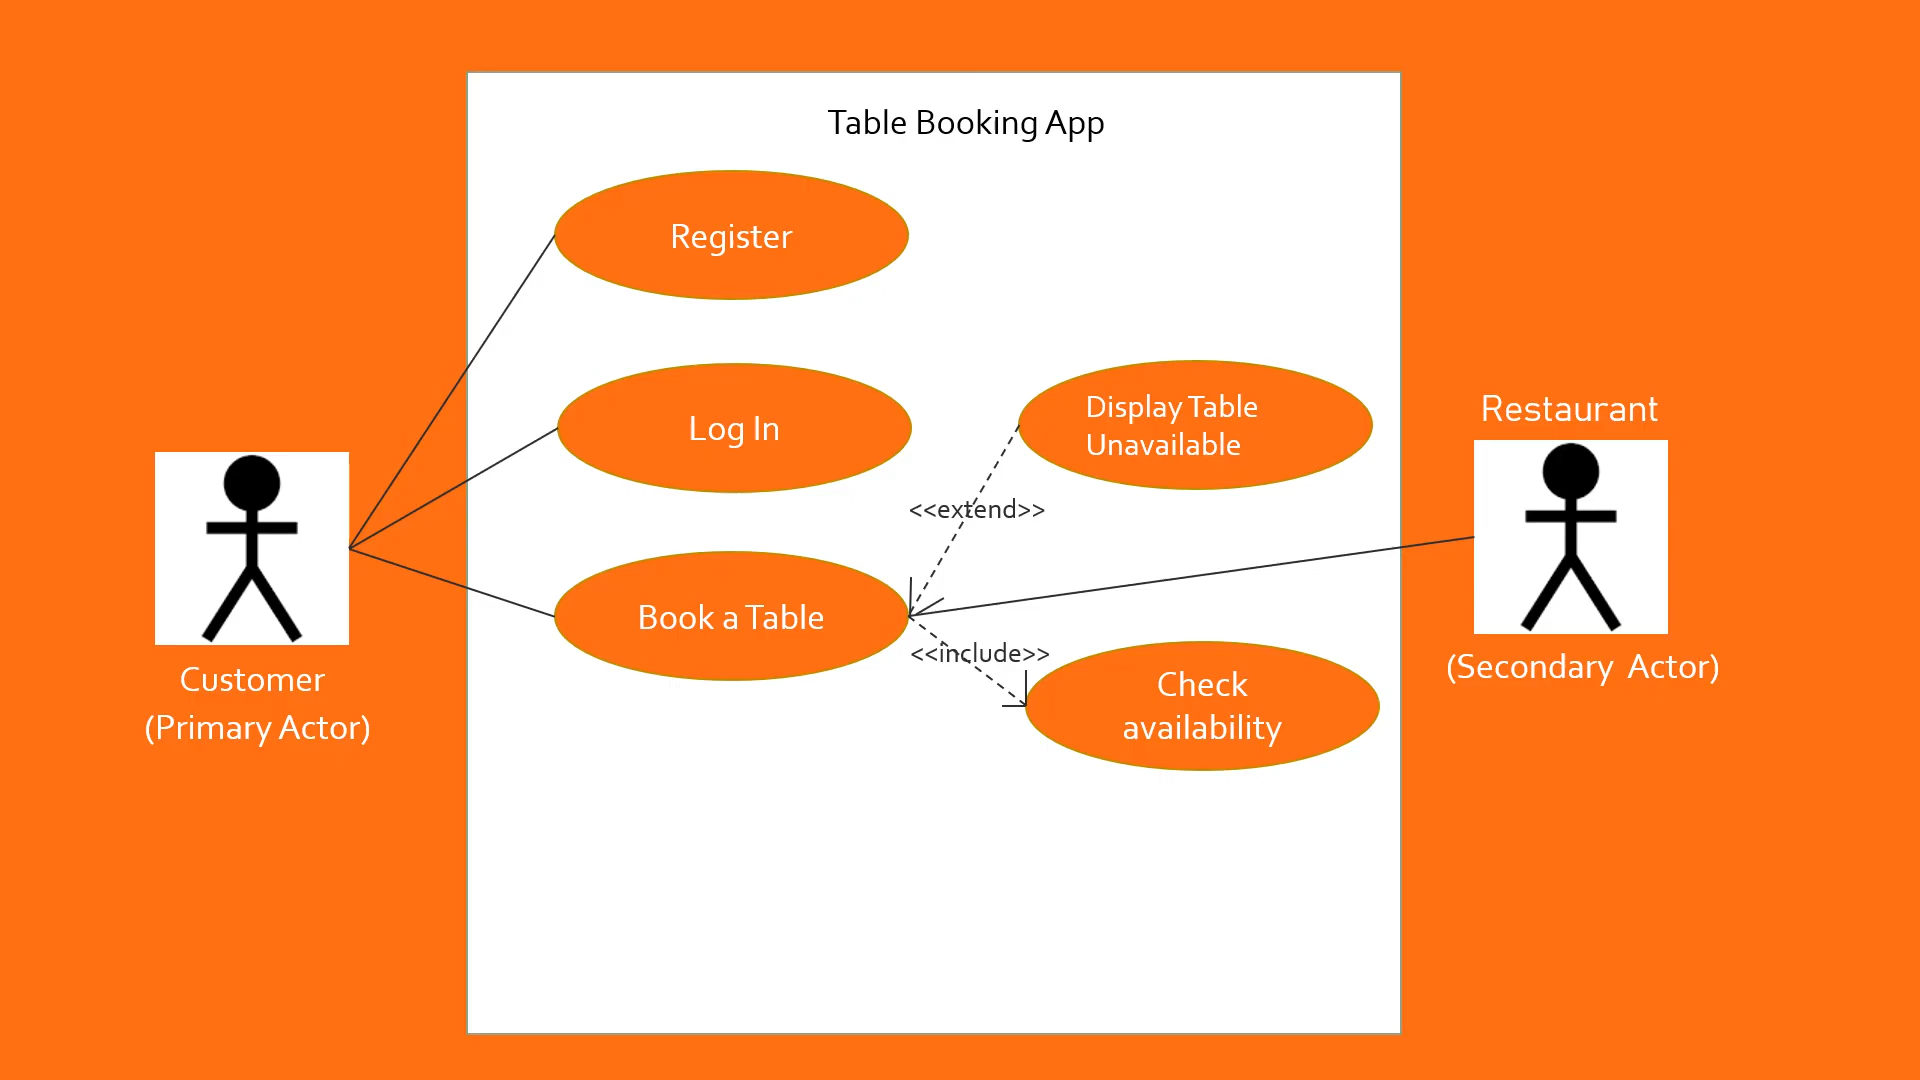 Table Booking App
Register
Log In
Display Table
Unavailable
Restaurant
<<extend>>
Book a Table
<<include>>
Check
availability
Customer
(Primary Actor)
(Secondary Actor)